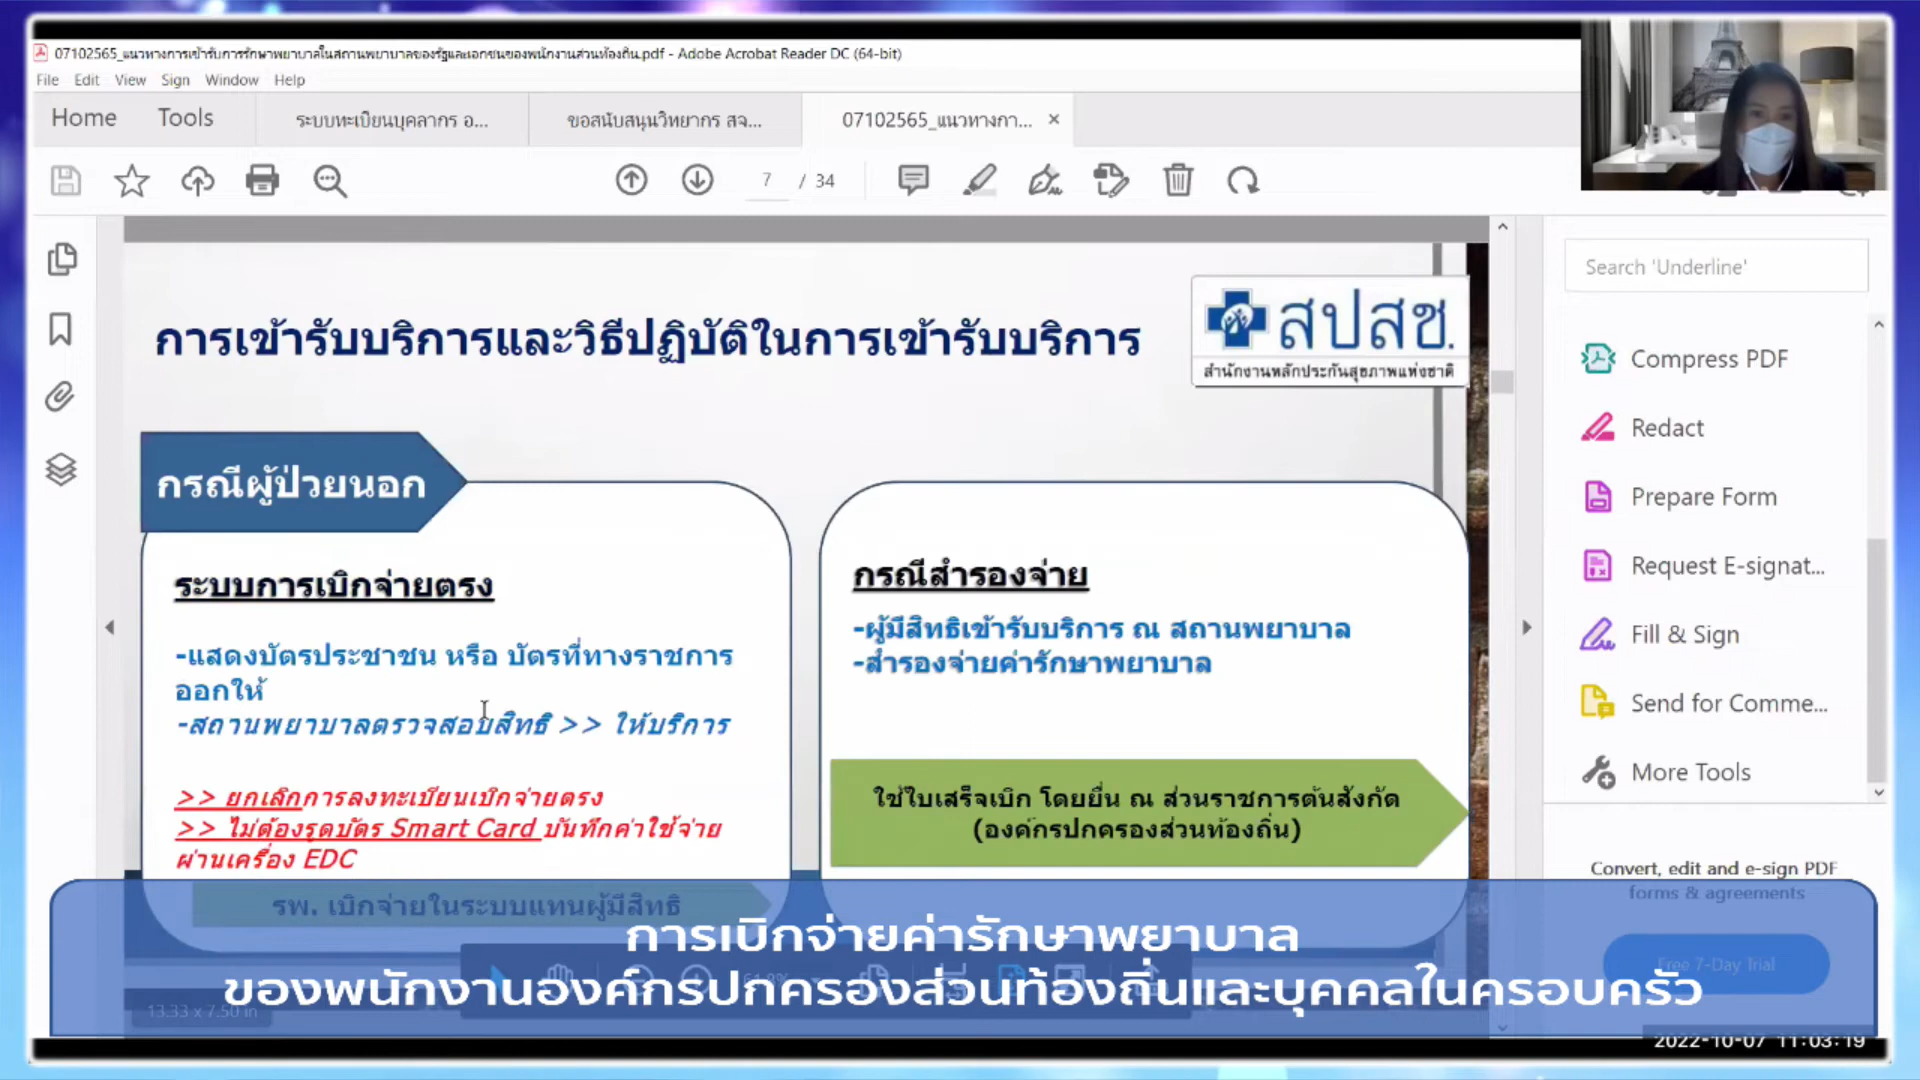 07102565_แนวทางการเข้ารับการรักษาพยาบาลในสถานพยาบาลของรัฐและเอกชนของพนักงานส่วนท้องถิ่น.pdf - Adobe Acrobat Reader DC (64-bit)
File Edit View Sign Window Help
Home Tools ระบบทะเบียนบุคลากร อ... ขอสนับสนุนวิทยากร สจ... 07102565_แนวทางกา... ×
7 / 34
Search 'Underline'
Compress PDF
Redact
Prepare Form
Request E-signat...
Fill & Sign
Send for Comme...
More Tools
Convert, edit and e-sign PDF
forms & agreements
Free 7-Day Trial
การเข้ารับบริการและวิธีปฏิบัติในการเข้ารับบริการ
สปสช.
สำนักงานหลักประกันสุขภาพแห่งชาติ
กรณีผู้ป่วยนอก
ระบบการเบิกจ่ายตรง
-แสดงบัตรประชาชน หรือ บัตรที่ทางราชการ
ออกให้
-สถานพยาบาลตรวจสอบสิทธิ >> ให้บริการ
>> ยกเลิกการลงทะเบียนเบิกจ่ายตรง
>> ไม่ต้องรูดบัตร Smart Card บันทึกค่าใช้จ่าย
ผ่านเครื่อง EDC
รพ. เบิกจ่ายในระบบแทนผู้มีสิทธิ
กรณีสำรองจ่าย
-ผู้มีสิทธิเข้ารับบริการ ณ สถานพยาบาล
-สำรองจ่ายค่ารักษาพยาบาล
ใช้ใบเสร็จเบิก โดยยื่น ณ ส่วนราชการต้นสังกัด
(องค์กรปกครองส่วนท้องถิ่น)
การเบิกจ่ายค่ารักษาพยาบาล
ของพนักงานองค์กรปกครองส่วนท้องถิ่นและบุคคลในครอบครัว
13.33 x 7.50 in
2022-10-07 11:03:19